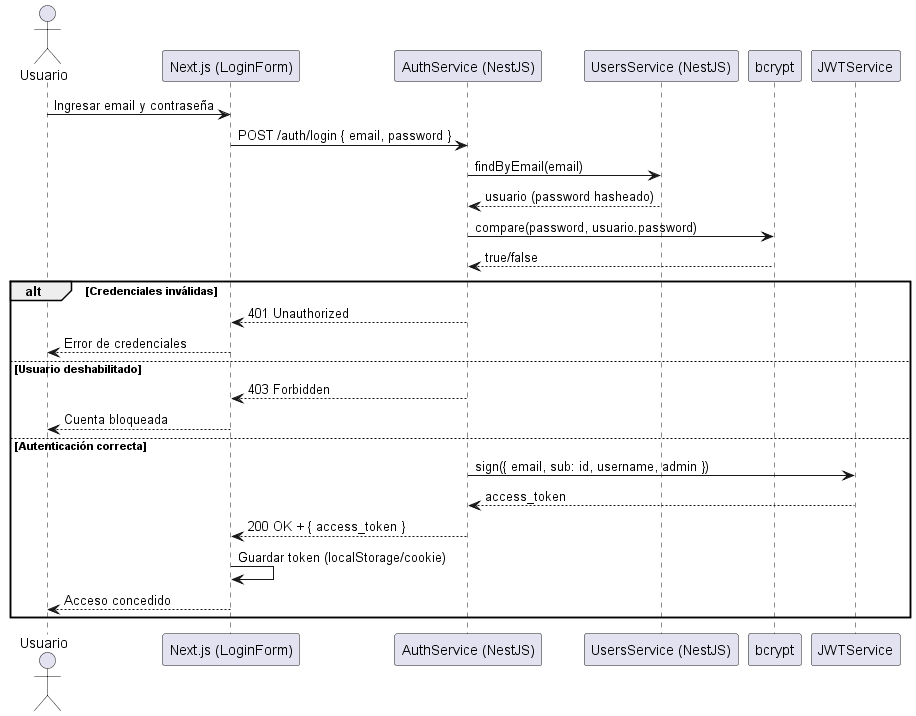 Usuario
Next.js (LoginForm)
AuthService (NestJS)
UsersService (NestJS)
bcrypt
JWTService
Ingresar email y contraseña
POST /auth/login { email, password }
findByEmail(email)
usuario (password hasheado)
compare(password, usuario.password)
true/false
alt
[Credenciales inválidas]
401 Unauthorized
Error de credenciales
[Usuario deshabilitado]
403 Forbidden
Cuenta bloqueada
[Autenticación correcta]
sign({ email, sub: id, username, admin })
access_token
200 OK + { access_token }
Guardar token (localStorage/cookie)
Acceso concedido
Usuario
Next.js (LoginForm)
AuthService (NestJS)
UsersService (NestJS)
bcrypt
JWTService